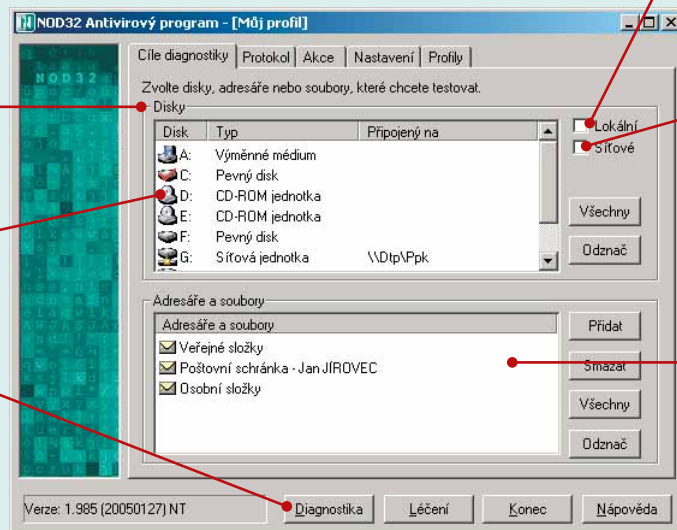 NOD32 Antivirový program - [Můj profil]
NOD32
Cíle diagnostiky Protokol Akce Nastavení Profily
Zvolte disky, adresáře nebo soubory, které chcete testovat.
Disky
Disk Typ Připojený na
A: Výměnné médium
C: Pevný disk
D: CD-ROM jednotka
E: CD-ROM jednotka
F: Pevný disk
G: Síťová jednotka \\Dtp\Ppk
Lokální
Síťové
Všechny
Odznač
Adresáře a soubory
Adresáře a soubory
Veřejné složky
Poštovní schránka - Jan JÍROVEC
Osobní složky
Přidat
Smazat
Všechny
Odznač
Verze: 1.985 (20050127) NT Diagnostika Léčení Konec Nápověda